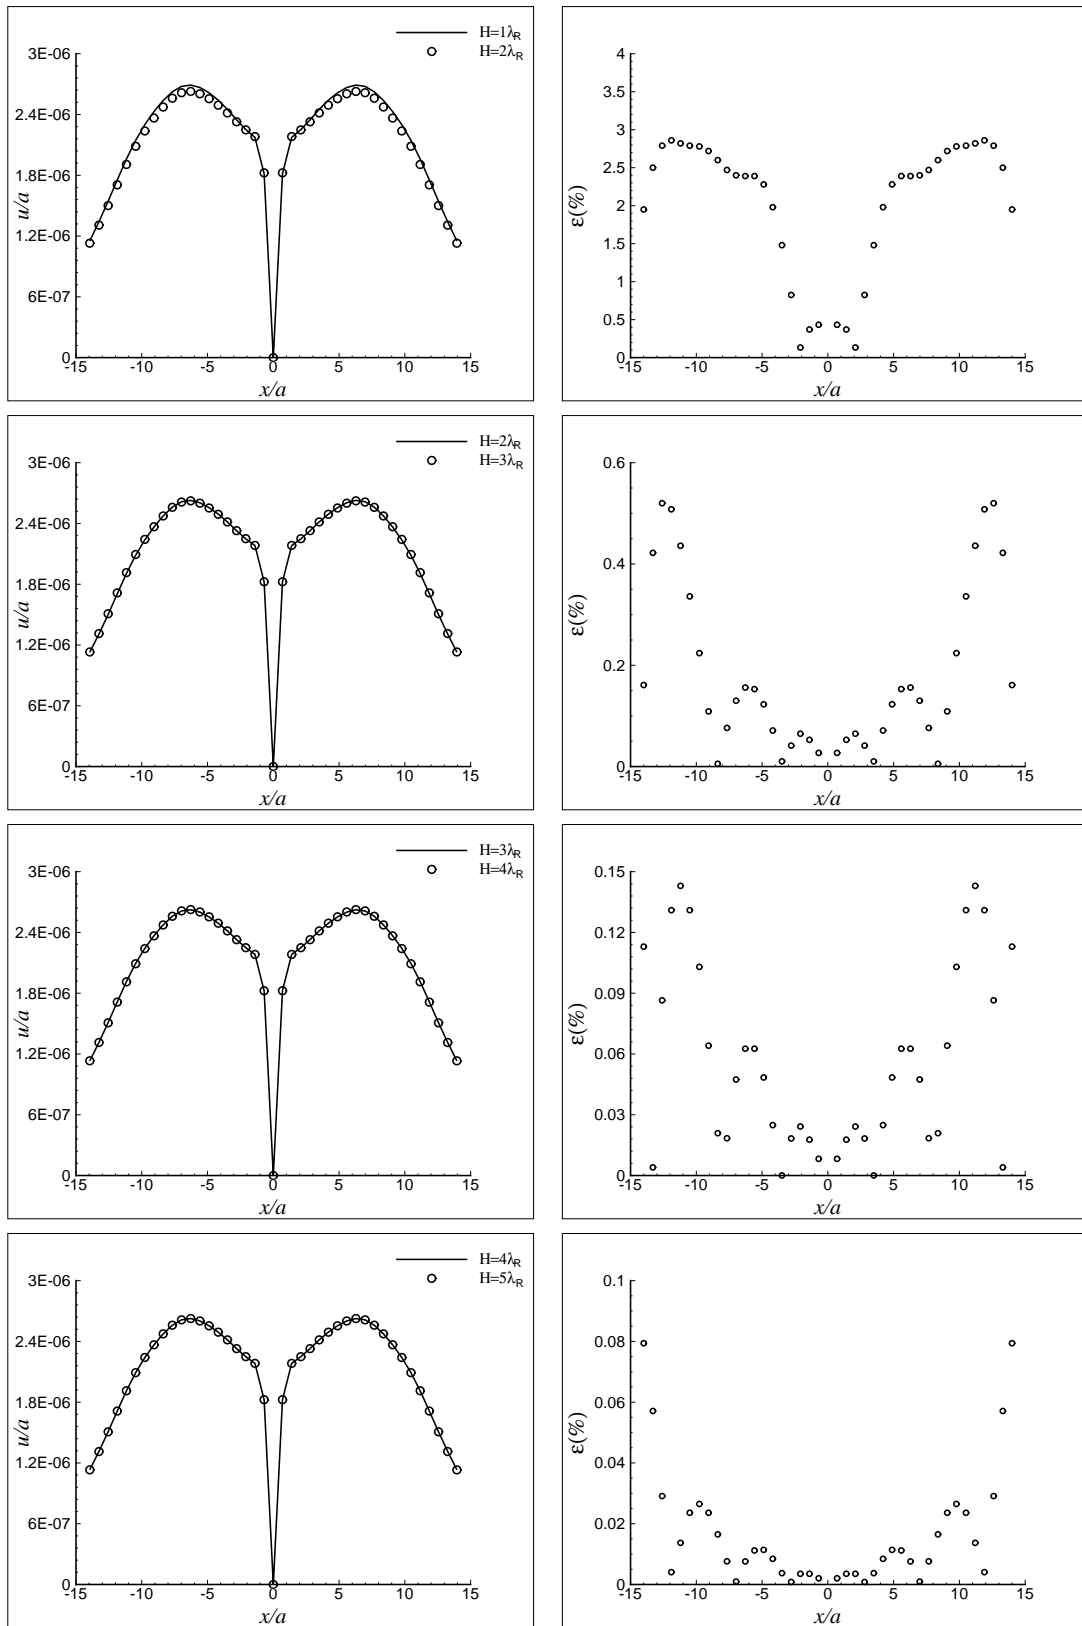 H=1λR
H=2λR
3E-06
2.4E-06
1.8E-06
1.2E-06
6E-07
0
u/a
-15 -10 -5 0 5 10 15
x/a
4
3.5
3
2.5
2
1.5
1
0.5
0
ε(%)
-15 -10 -5 0 5 10 15
x/a
H=2λR
H=3λR
3E-06
2.4E-06
1.8E-06
1.2E-06
6E-07
0
u/a
-15 -10 -5 0 5 10 15
x/a
0.6
0.4
0.2
0
ε(%)
-15 -10 -5 0 5 10 15
x/a
H=3λR
H=4λR
3E-06
2.4E-06
1.8E-06
1.2E-06
6E-07
0
u/a
-15 -10 -5 0 5 10 15
x/a
0.15
0.12
0.09
0.06
0.03
0
ε(%)
-15 -10 -5 0 5 10 15
x/a
H=4λR
H=5λR
3E-06
2.4E-06
1.8E-06
1.2E-06
6E-07
0
u/a
-15 -10 -5 0 5 10 15
x/a
0.1
0.08
0.06
0.04
0.02
0
ε(%)
-15 -10 -5 0 5 10 15
x/a